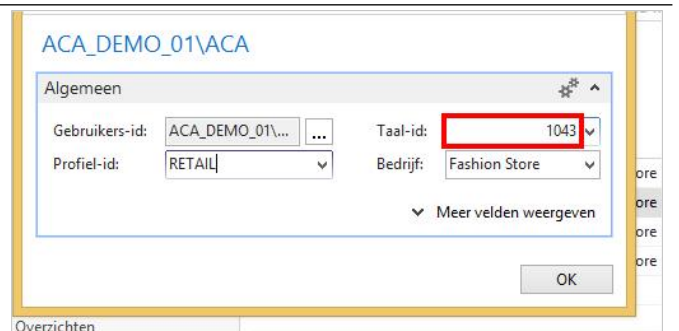 ACA_DEMO_01\ACA
Algemeen
Gebruikers-id: ACA_DEMO_01\... ... Taal-id: 1043
Profiel-id: RETAIL Bedrijf: Fashion Store
Meer velden weergeven
OK
ore
ore
ore
ore
Overzichten